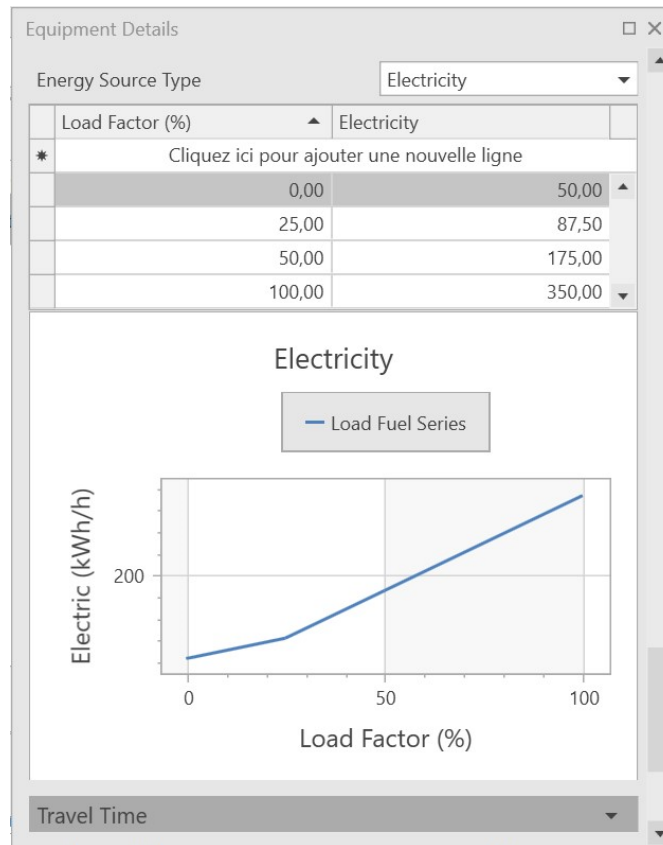 Equipment Details
Energy Source Type Electricity
Load Factor (%) Electricity
Cliquez ici pour ajouter une nouvelle ligne
0,00 50,00
25,00 87,50
50,00 175,00
100,00 350,00
Electricity
Load Fuel Series
Electric (kWh/h)
200
0 50 100
Load Factor (%)
Travel Time